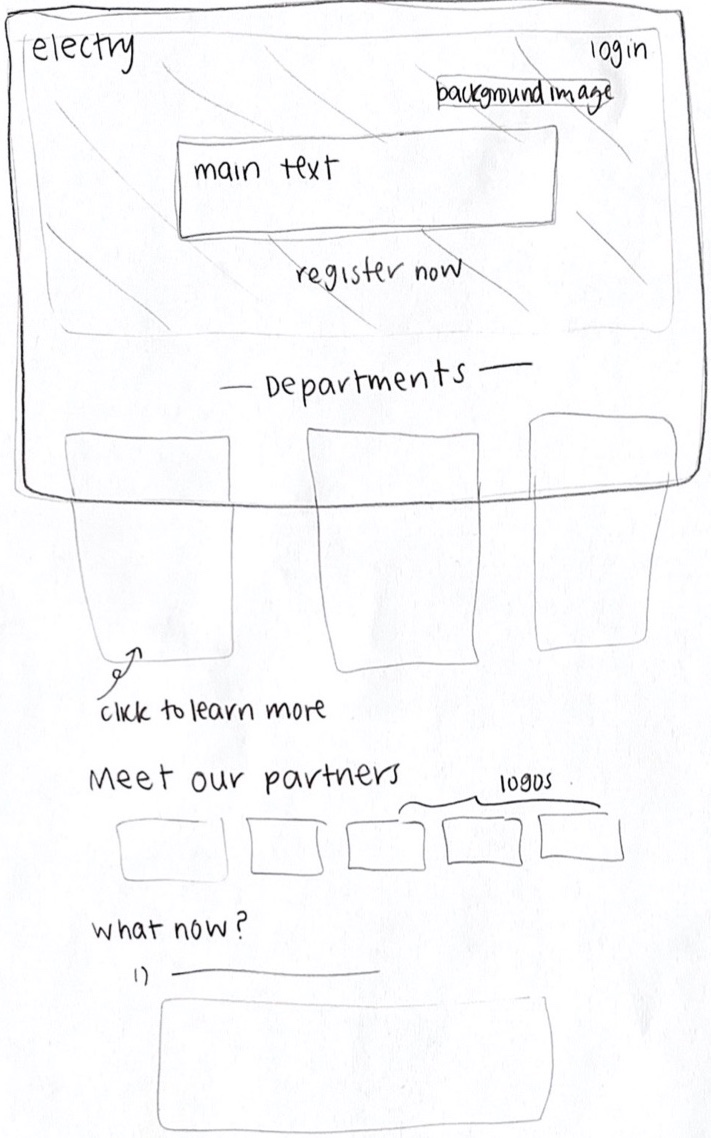 electry
login
background image
main text
register now
— Departments —
click to learn more
Meet our partners
logos
what now?
1)